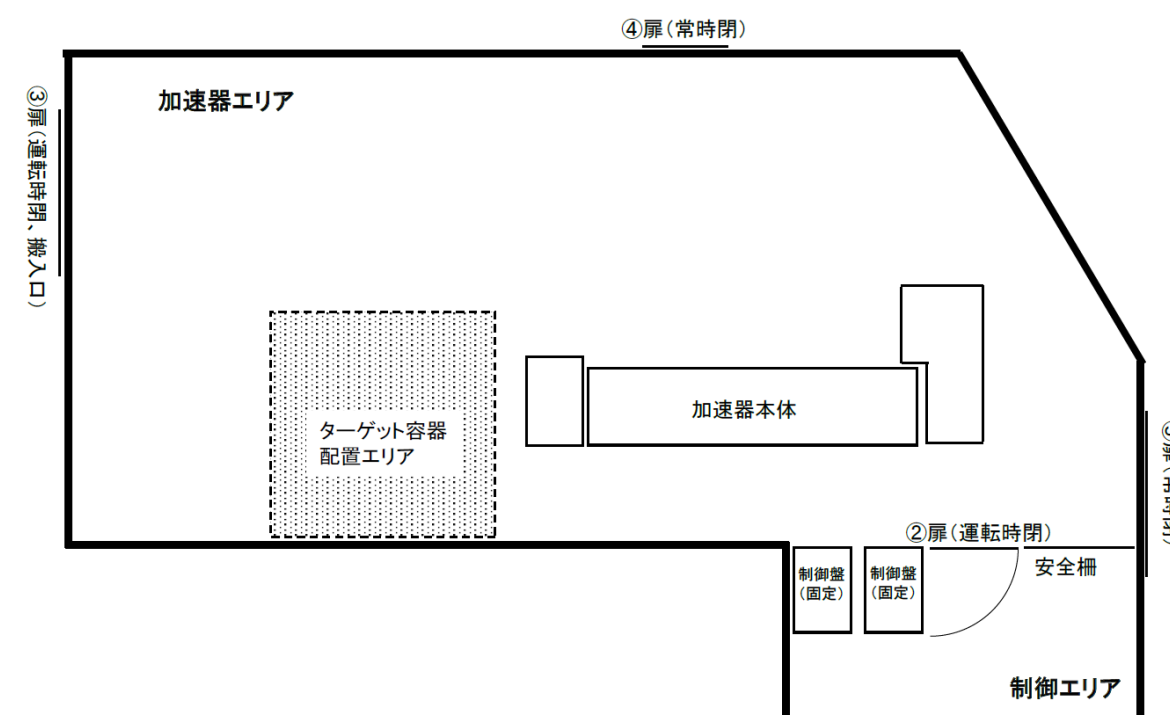 ④扉(常時閉)
加速器エリア
③扉(運転時閉、搬入口)
加速器本体
ターゲット容器
配置エリア
②扉(運転時閉)
安全柵
制御盤
(固定)
制御盤
(固定)
制御エリア